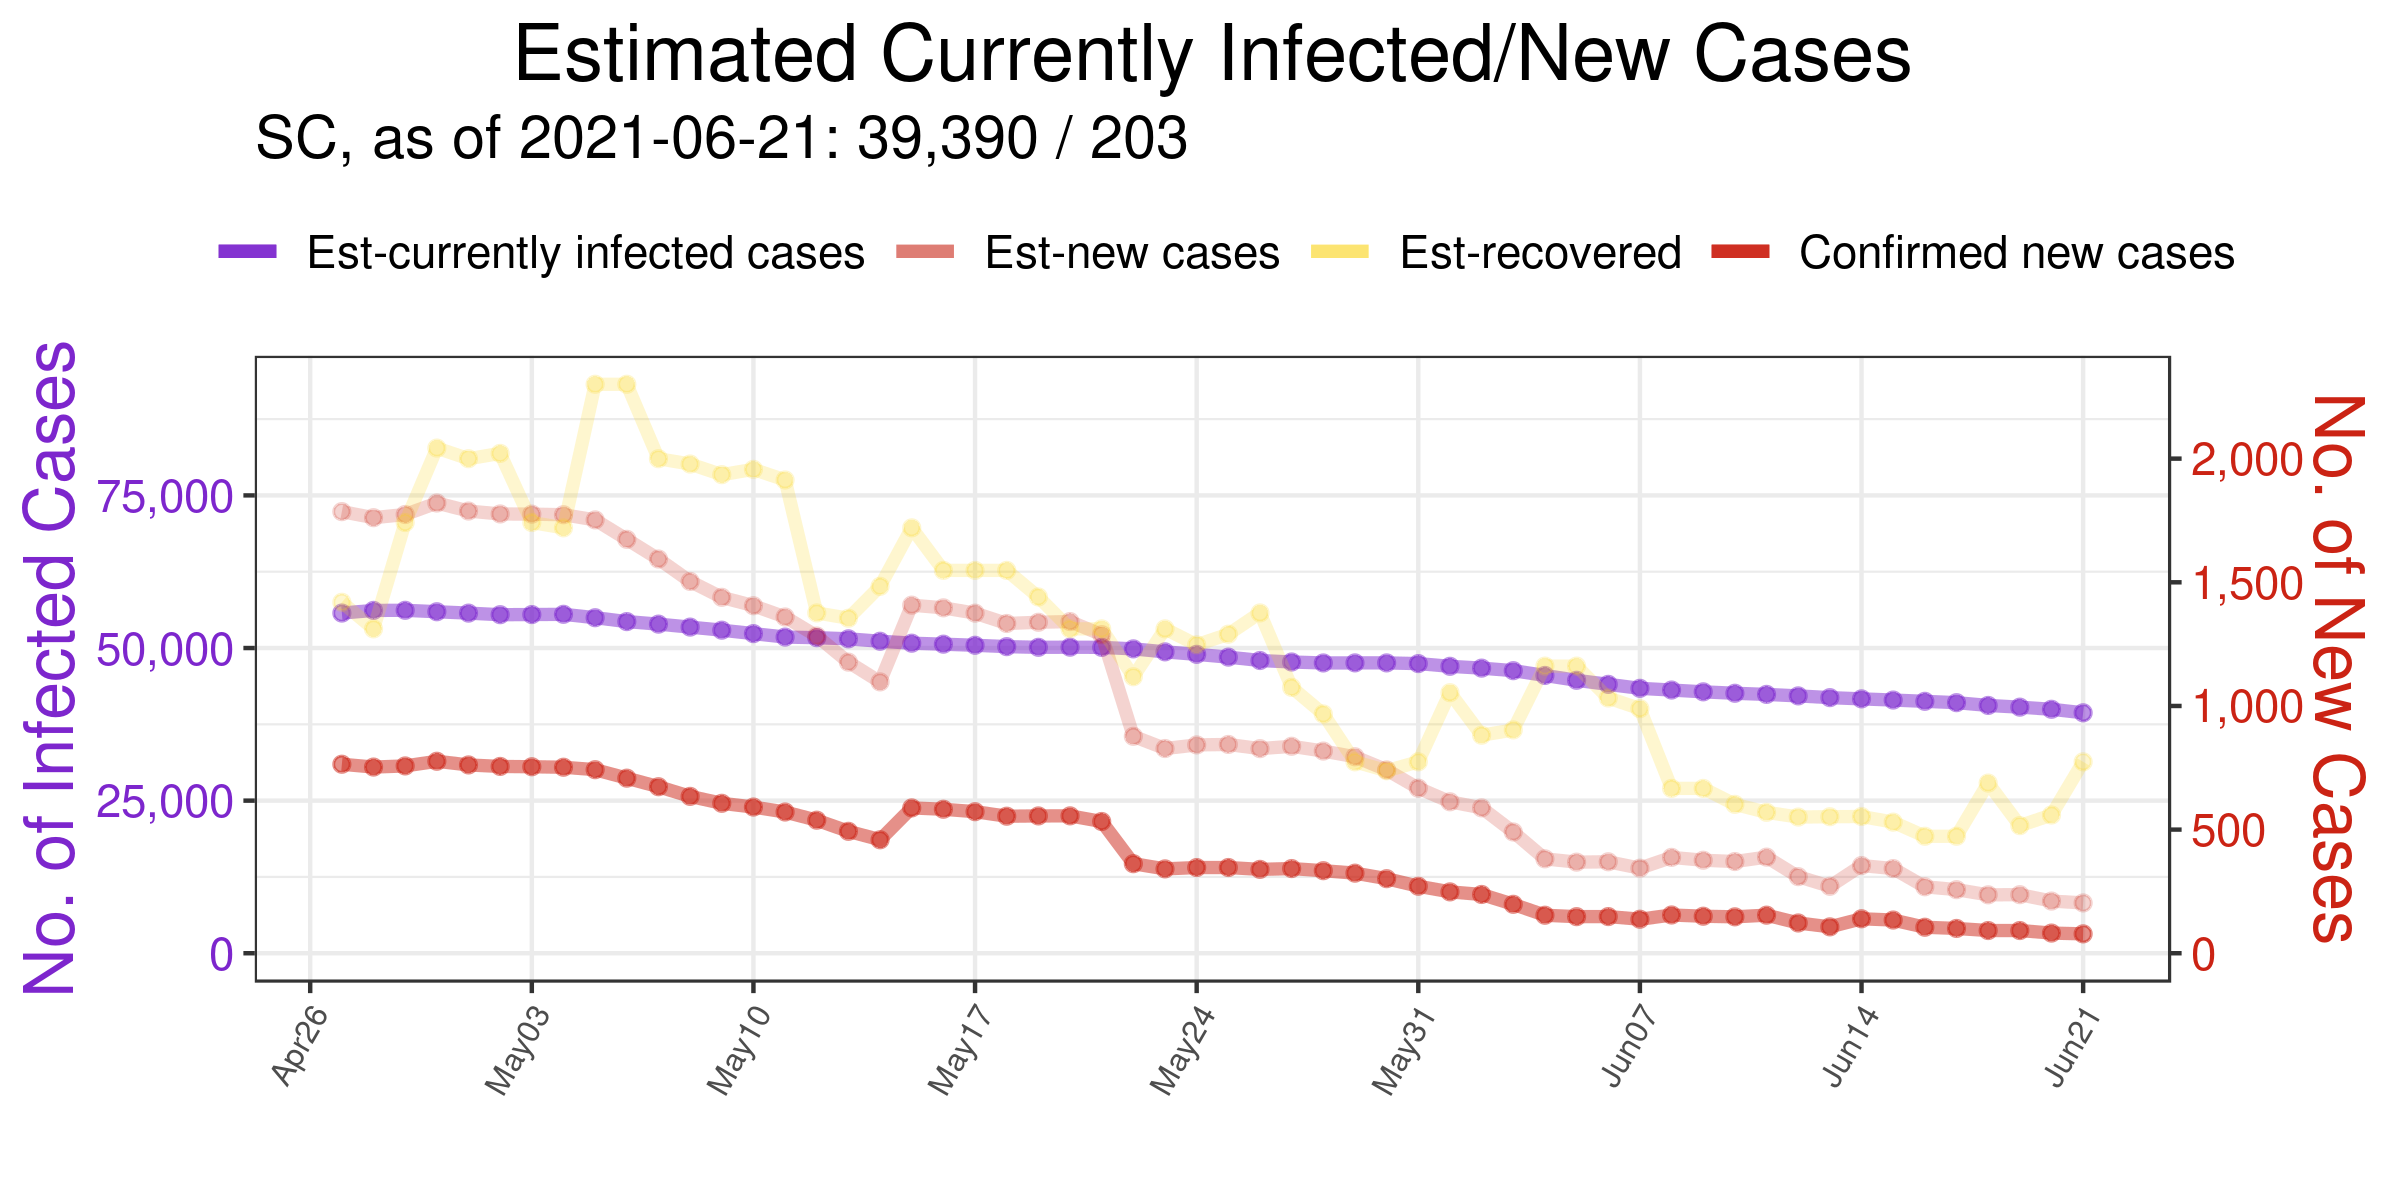 Estimated Currently Infected/New Cases
SC, as of 2021-06-21: 39,390 / 203
Est-currently infected cases Est-new cases Est-recovered Confirmed new cases
No. of Infected Cases
75,000
50,000
25,000
0
2,000
1,500
1,000
500
0
No. of New Cases
Apr26 May03 May10 May17 May24 May31 Jun07 Jun14 Jun21